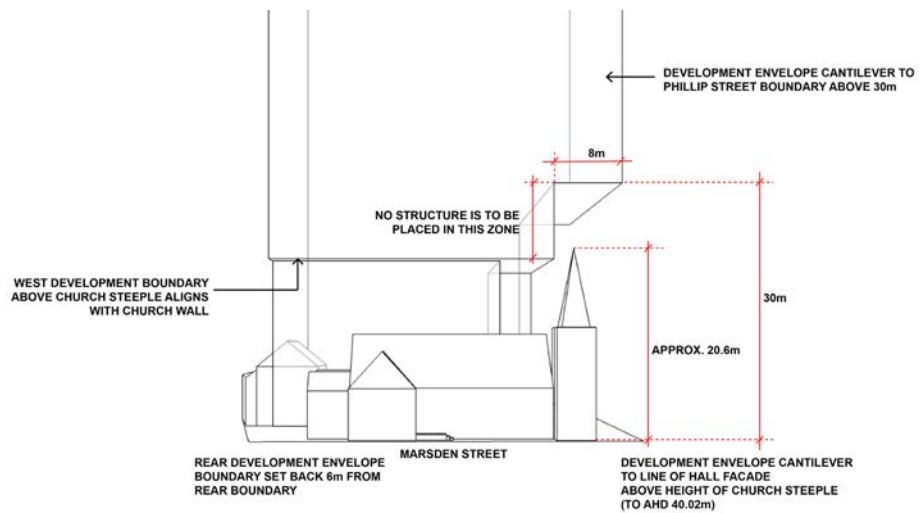 DEVELOPMENT ENVELOPE CANTILEVER TO
PHILLIP STREET BOUNDARY ABOVE 30m
8m
NO STRUCTURE IS TO BE
PLACED IN THIS ZONE
WEST DEVELOPMENT BOUNDARY
ABOVE CHURCH STEEPLE ALIGNS
WITH CHURCH WALL
30m
APPROX. 20.6m
MARSDEN STREET
REAR DEVELOPMENT ENVELOPE
BOUNDARY SET BACK 6m FROM
REAR BOUNDARY
DEVELOPMENT ENVELOPE CANTILEVER
TO LINE OF HALL FACADE
ABOVE HEIGHT OF CHURCH STEEPLE
(TO AHD 40.02m)